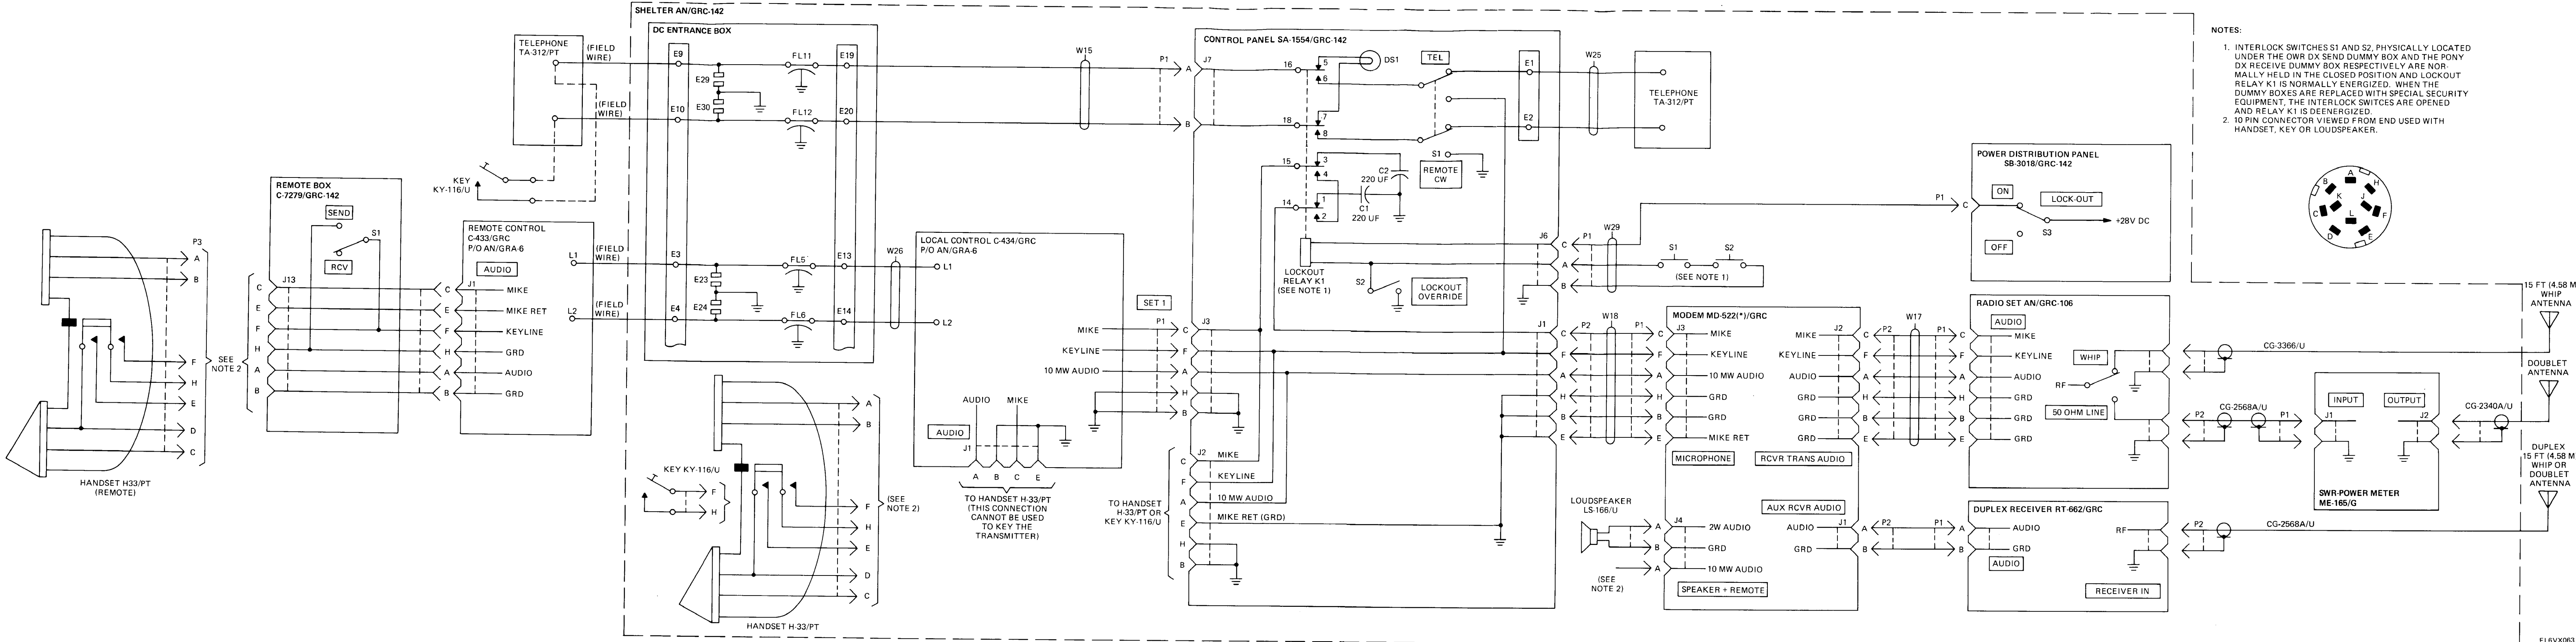 SHELTER AN/GRC-142
DC ENTRANCE BOX
TELEPHONE
TA-312/PT
(FIELD
WIRE)
(FIELD
WIRE)
KEY
KY-116/U
E9
E29
E30
E10
FL11
FL12
E19
E20
W15
P1
A
B
J7
CONTROL PANEL SA-1554/GRC-142
16
5
6
DS1
18
7
8
TEL
E1
E2
W25
TELEPHONE
TA-312/PT
15
3
4
C2
220 UF
14
1
2
C1
220 UF
S1
REMOTE
CW
LOCKOUT
RELAY K1
(SEE NOTE 1)
S2
LOCKOUT
OVERRIDE
J6
C
A
B
P1
W29
S1
S2
(SEE NOTE 1)
P1
C
POWER DISTRIBUTION PANEL
SB-3018/GRC-142
ON
LOCK-OUT
+28V DC
S3
OFF
NOTES:
1. INTERLOCK SWITCHES S1 AND S2, PHYSICALLY LOCATED
UNDER THE OWR DX SEND DUMMY BOX AND THE PONY
DX RECEIVE DUMMY BOX RESPECTIVELY ARE NOR-
MALLY HELD IN THE CLOSED POSITION AND LOCKOUT
RELAY K1 IS NORMALLY ENERGIZED. WHEN THE
DUMMY BOXES ARE REPLACED WITH SPECIAL SECURITY
EQUIPMENT, THE INTERLOCK SWITCES ARE OPENED
AND RELAY K1 IS DEENERGIZED.
2. 10 PIN CONNECTOR VIEWED FROM END USED WITH
HANDSET, KEY OR LOUDSPEAKER.
A
B
H
K
J
C
F
L
D
E
HANDSET H33/PT
(REMOTE)
P3
A
B
F
H
E
D
C
SEE
NOTE 2
REMOTE BOX
C-7279/GRC-142
SEND
S1
RCV
J13
C
E
F
H
A
B
REMOTE CONTROL
C-433/GRC
P/O AN/GRA-6
AUDIO
J1
C
E
F
H
A
B
MIKE
MIKE RET
KEYLINE
GRD
AUDIO
GRD
L1
L2
(FIELD
WIRE)
(FIELD
WIRE)
E3
E23
E24
E4
FL5
FL6
E13
E14
W26
LOCAL CONTROL C-434/GRC
P/O AN/GRA-6
L1
L2
MIKE
KEYLINE
10 MW AUDIO
AUDIO
MIKE
AUDIO
J1
A
B
C
E
TO HANDSET H-33/PT
(THIS CONNECTION
CANNOT BE USED
TO KEY THE
TRANSMITTER)
KEY KY-116/U
F
H
A
B
F
H
E
D
C
(SEE
NOTE 2)
HANDSET H-33/PT
SET 1
P1
J3
C
F
A
H
B
TO HANDSET
H-33/PT OR
KEY KY-116/U
J2
C
F
A
E
H
B
MIKE
KEYLINE
10 MW AUDIO
MIKE RET (GRD)
J1
C
F
A
H
B
E
P2
W18
P1
C
F
A
H
B
E
MODEM MD-522(*)/GRC
J3
MIKE
KEYLINE
10 MW AUDIO
GRD
GRD
MIKE RET
MICROPHONE
MIKE
KEYLINE
AUDIO
GRD
GRD
GRD
J2
C
F
A
H
B
E
RCVR TRANS AUDIO
LOUDSPEAKER
LS-166/U
A
B
A
(SEE
NOTE 2)
J4
2W AUDIO
GRD
10 MW AUDIO
SPEAKER + REMOTE
AUX RCVR AUDIO
AUDIO
GRD
J1
A
B
P2
P1
A
B
P2
W17
P1
C
F
A
H
B
E
RADIO SET AN/GRC-106
AUDIO
MIKE
KEYLINE
AUDIO
GRD
GRD
GRD
WHIP
RF
50 OHM LINE
DUPLEX RECEIVER RT-662/GRC
AUDIO
GRD
AUDIO
RF
RECEIVER IN
CG-3366/U
P2
CG-2568A/U
P1
INPUT
OUTPUT
J1
J2
SWR-POWER METER
ME-165/G
CG-2340A/U
P2
CG-2568A/U
15 FT (4.58 M
WHIP
ANTENNA
DOUBLET
ANTENNA
DUPLEX
15 FT (4.58 M
WHIP OR
DOUBLET
ANTENNA